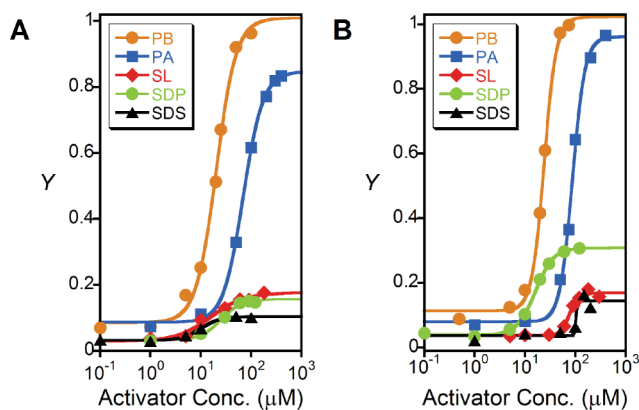 A
PB
PA
SL
SDP
SDS
1
0.8
0.6
0.4
0.2
0
Y
10⁻¹ 10⁰ 10¹ 10² 10³
Activator Conc. (μM)
B
PB
PA
SL
SDP
SDS
1
0.8
0.6
0.4
0.2
0
Y
10⁻¹ 10⁰ 10¹ 10² 10³
Activator Conc. (μM)